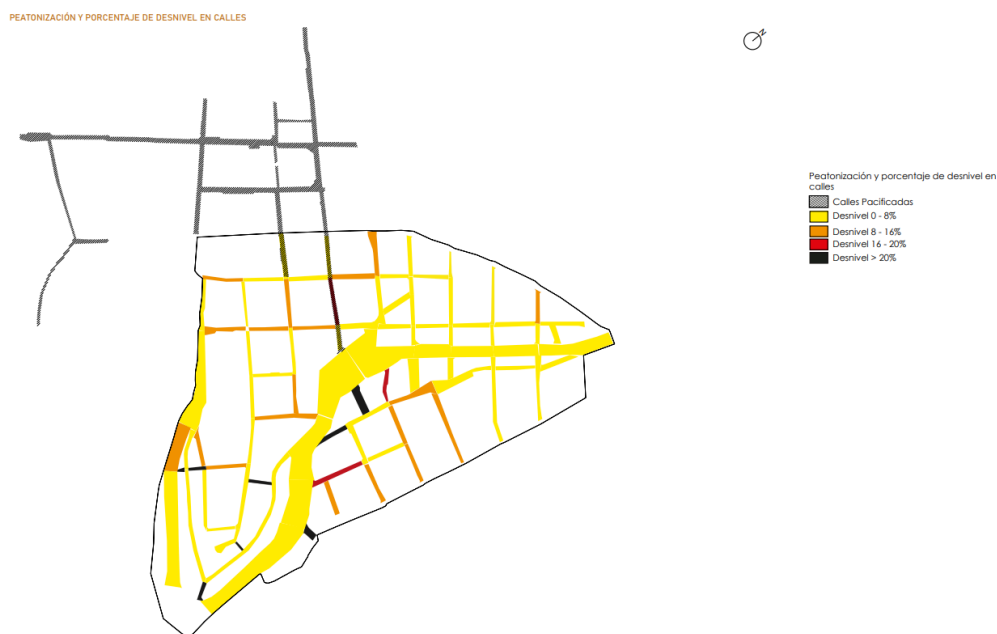 PEATONIZACIÓN Y PORCENTAJE DE DESNIVEL EN CALLES
N
Peatonización y porcentaje de desnivel en
calles
Calles Pacificadas
Desnivel 0 - 8%
Desnivel 8 - 16%
Desnivel 16 - 20%
Desnivel > 20%